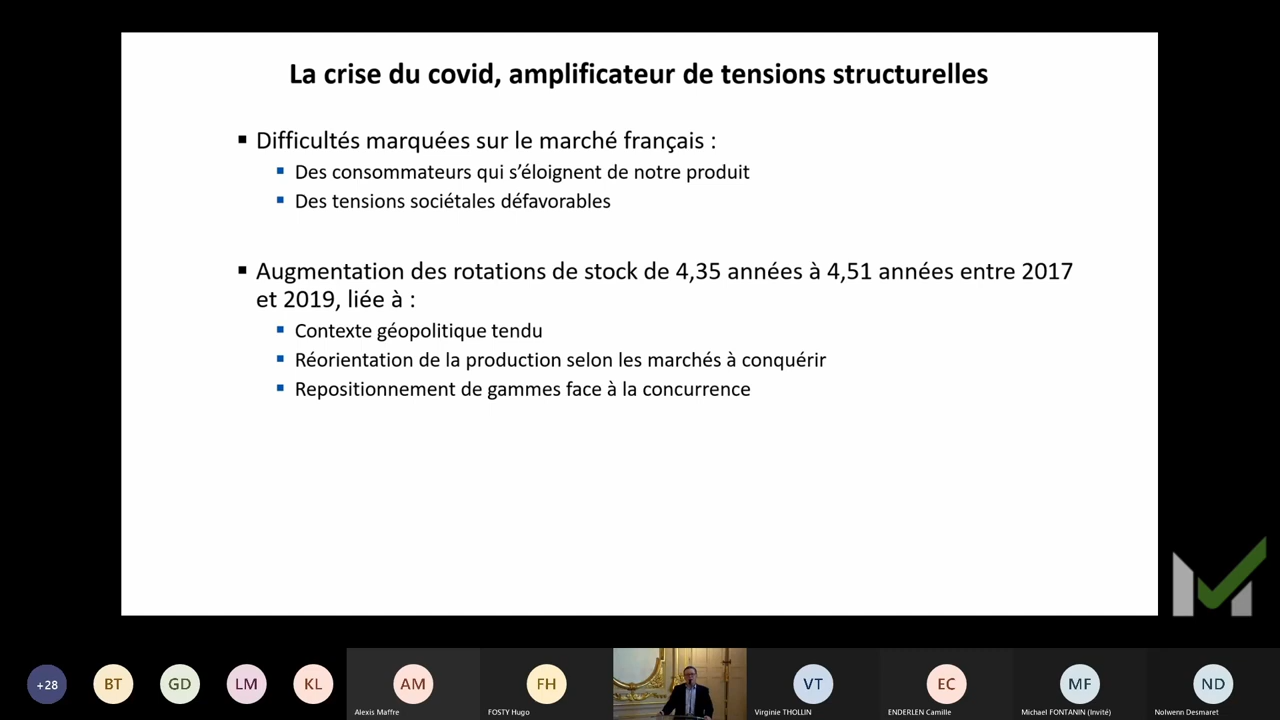 La crise du covid, amplificateur de tensions structurelles
Difficultés marquées sur le marché français :
Des consommateurs qui s’éloignent de notre produit
Des tensions sociétales défavorables
Augmentation des rotations de stock de 4,35 années à 4,51 années entre 2017
et 2019, liée à :
Contexte géopolitique tendu
Réorientation de la production selon les marchés à conquérir
Repositionnement de gammes face à la concurrence
+28
BT
GD
LM
KL
AM
Alexis Maffre
FH
FOSTY Hugo
VT
Virginie THOLLIN
EC
ENDERLEN Camille
MF
Michael FONTANIN (Invité)
ND
Nolwenn Desmaret